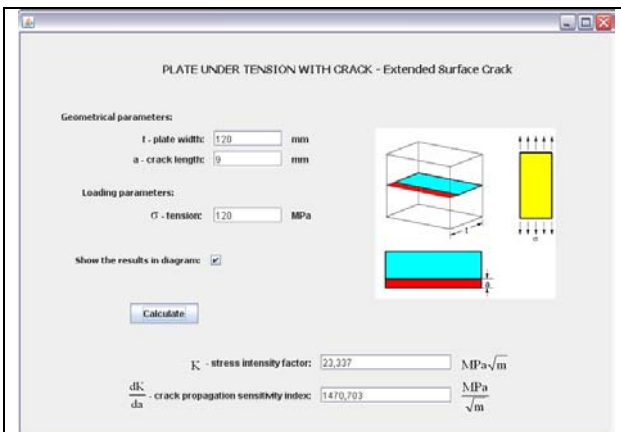 PLATE UNDER TENSION WITH CRACK - Extended Surface Crack
Geometrical parameters:
t - plate width: 120 mm
a - crack length: 9 mm
Loading parameters:
σ - tension: 120 MPa
Show the results in diagram:
Calculate
t
σ
a
K - stress intensity factor: 23,337 MPa√m
dK/da - crack propagation sensitivity index: 1470,703 MPa/√m